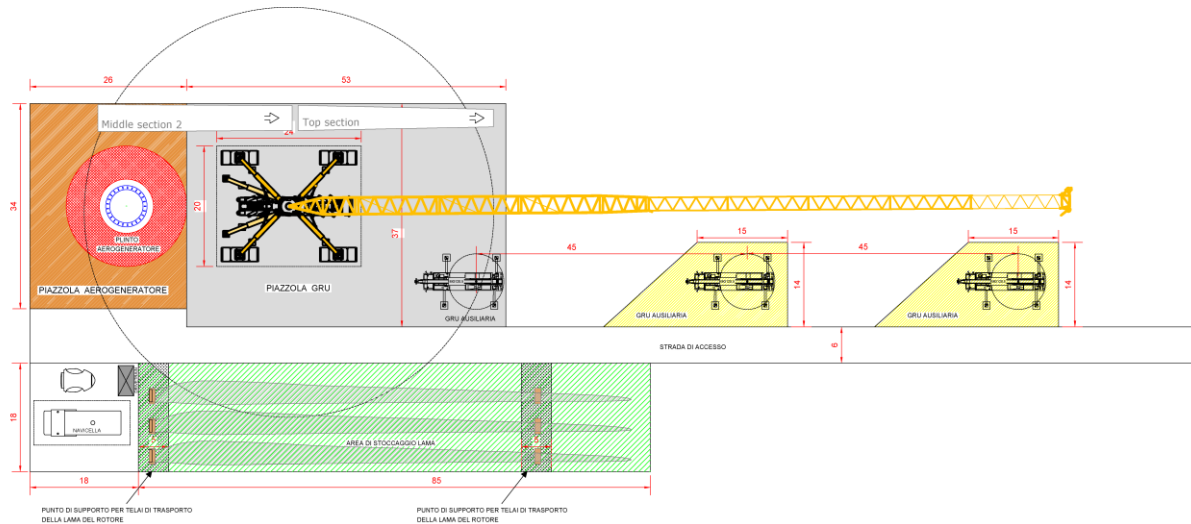 26
53
Middle section 2
Top section
24
34
20
37
PLINTO
AEROGENERATORE
PIAZZOLA AEROGENERATORE
PIAZZOLA GRU
45
15
45
15
14
14
GRU AUSILIARIA
GRU AUSILIARIA
GRU AUSILIARIA
STRADA DI ACCESSO
6
18
NAVICELLA
5
AREA DI STOCCAGGIO LAMA
5
18
85
PUNTO DI SUPPORTO PER TELAI DI TRASPORTO
DELLA LAMA DEL ROTORE
PUNTO DI SUPPORTO PER TELAI DI TRASPORTO
DELLA LAMA DEL ROTORE